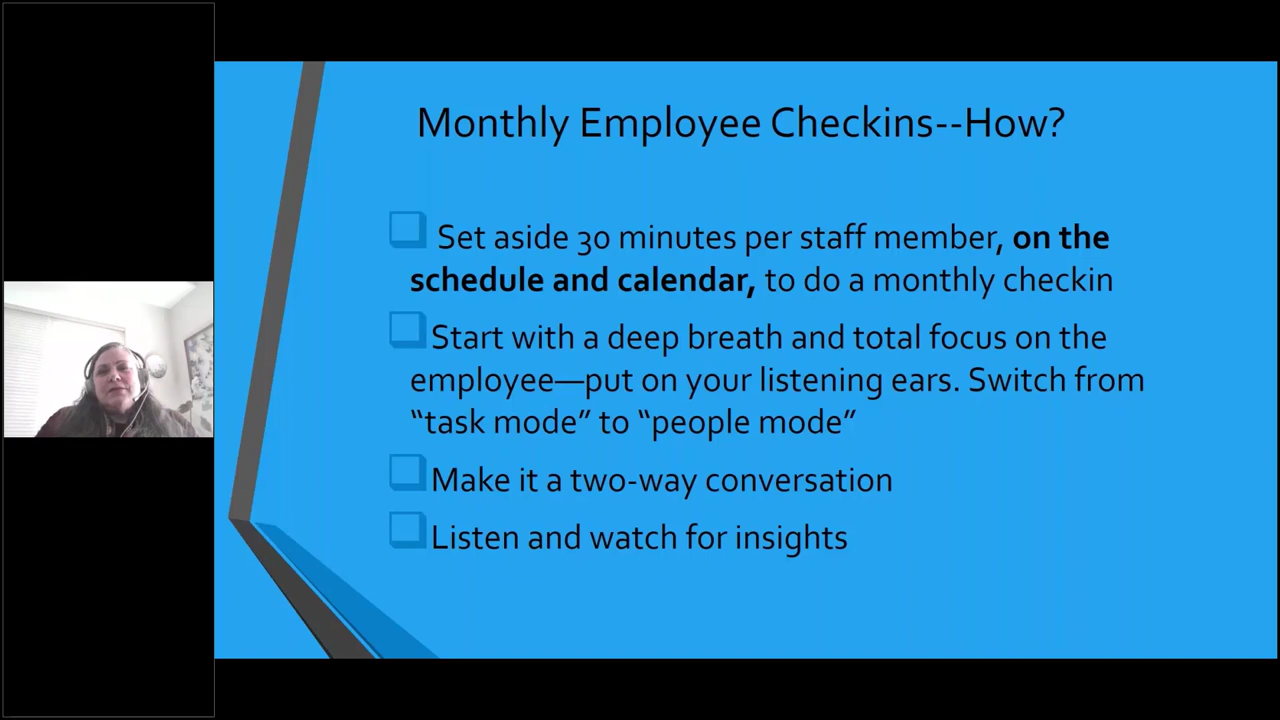 Monthly Employee Checkins--How?
Set aside 30 minutes per staff member, on the
schedule and calendar, to do a monthly checkin
Start with a deep breath and total focus on the
employee—put on your listening ears. Switch from
“task mode” to “people mode”
Make it a two-way conversation
Listen and watch for insights